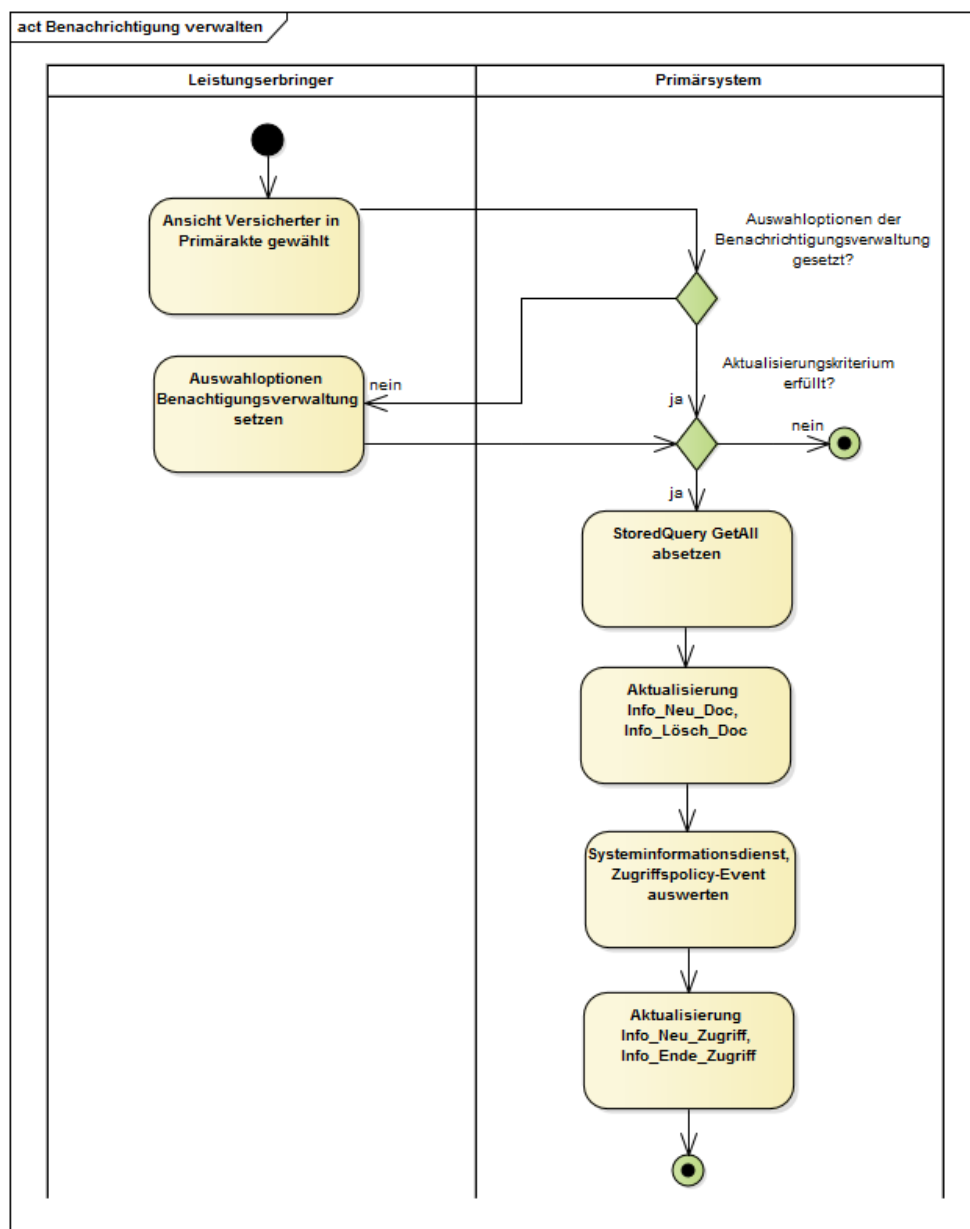 act Benachrichtigung verwalten
Leistungserbringer
Primärsystem
Ansicht Versicherter in
Primärakte gewählt
Auswahloptionen der
Benachrichtigungsverwaltung
gesetzt?
Auswahloptionen
Benachtigungsverwaltung
setzen
nein
Aktualisierungskriterium
erfüllt?
ja
nein
ja
StoredQuery GetAll
absetzen
Aktualisierung
Info_Neu_Doc,
Info_Lösch_Doc
Systeminformationsdienst,
Zugriffspolicy-Event
auswerten
Aktualisierung
Info_Neu_Zugriff,
Info_Ende_Zugriff